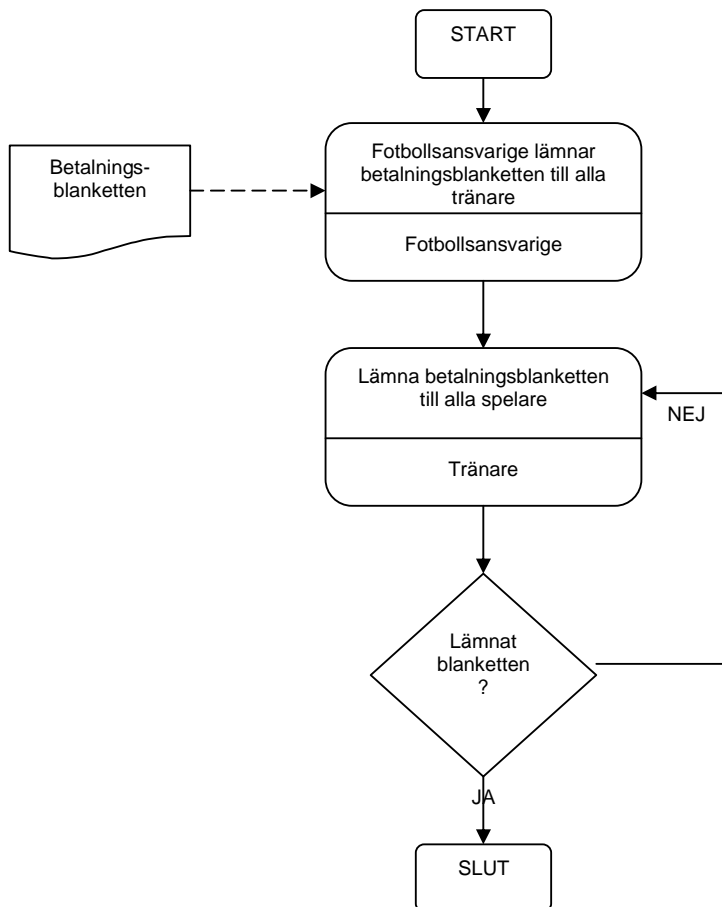 START
Fotbollsansvarige lämnar
betalningsblanketten till alla
tränare
Fotbollsansvarige
Betalnings-
blanketten
Lämna betalningsblanketten
till alla spelare
Tränare
NEJ
Lämnat
blanketten
?
JA
SLUT